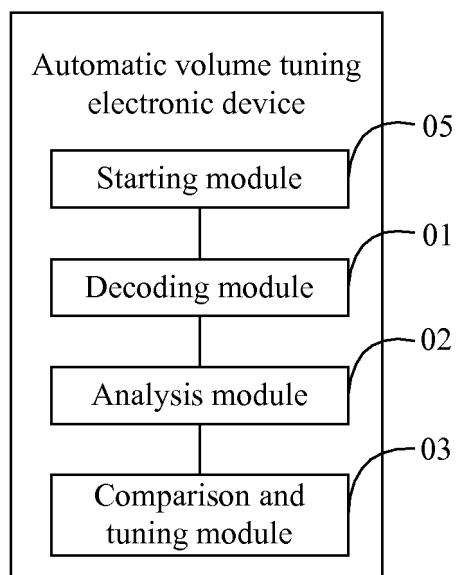 Automatic volume tuning
electronic device
05
Starting module
01
Decoding module
02
Analysis module
03
Comparison and
tuning module